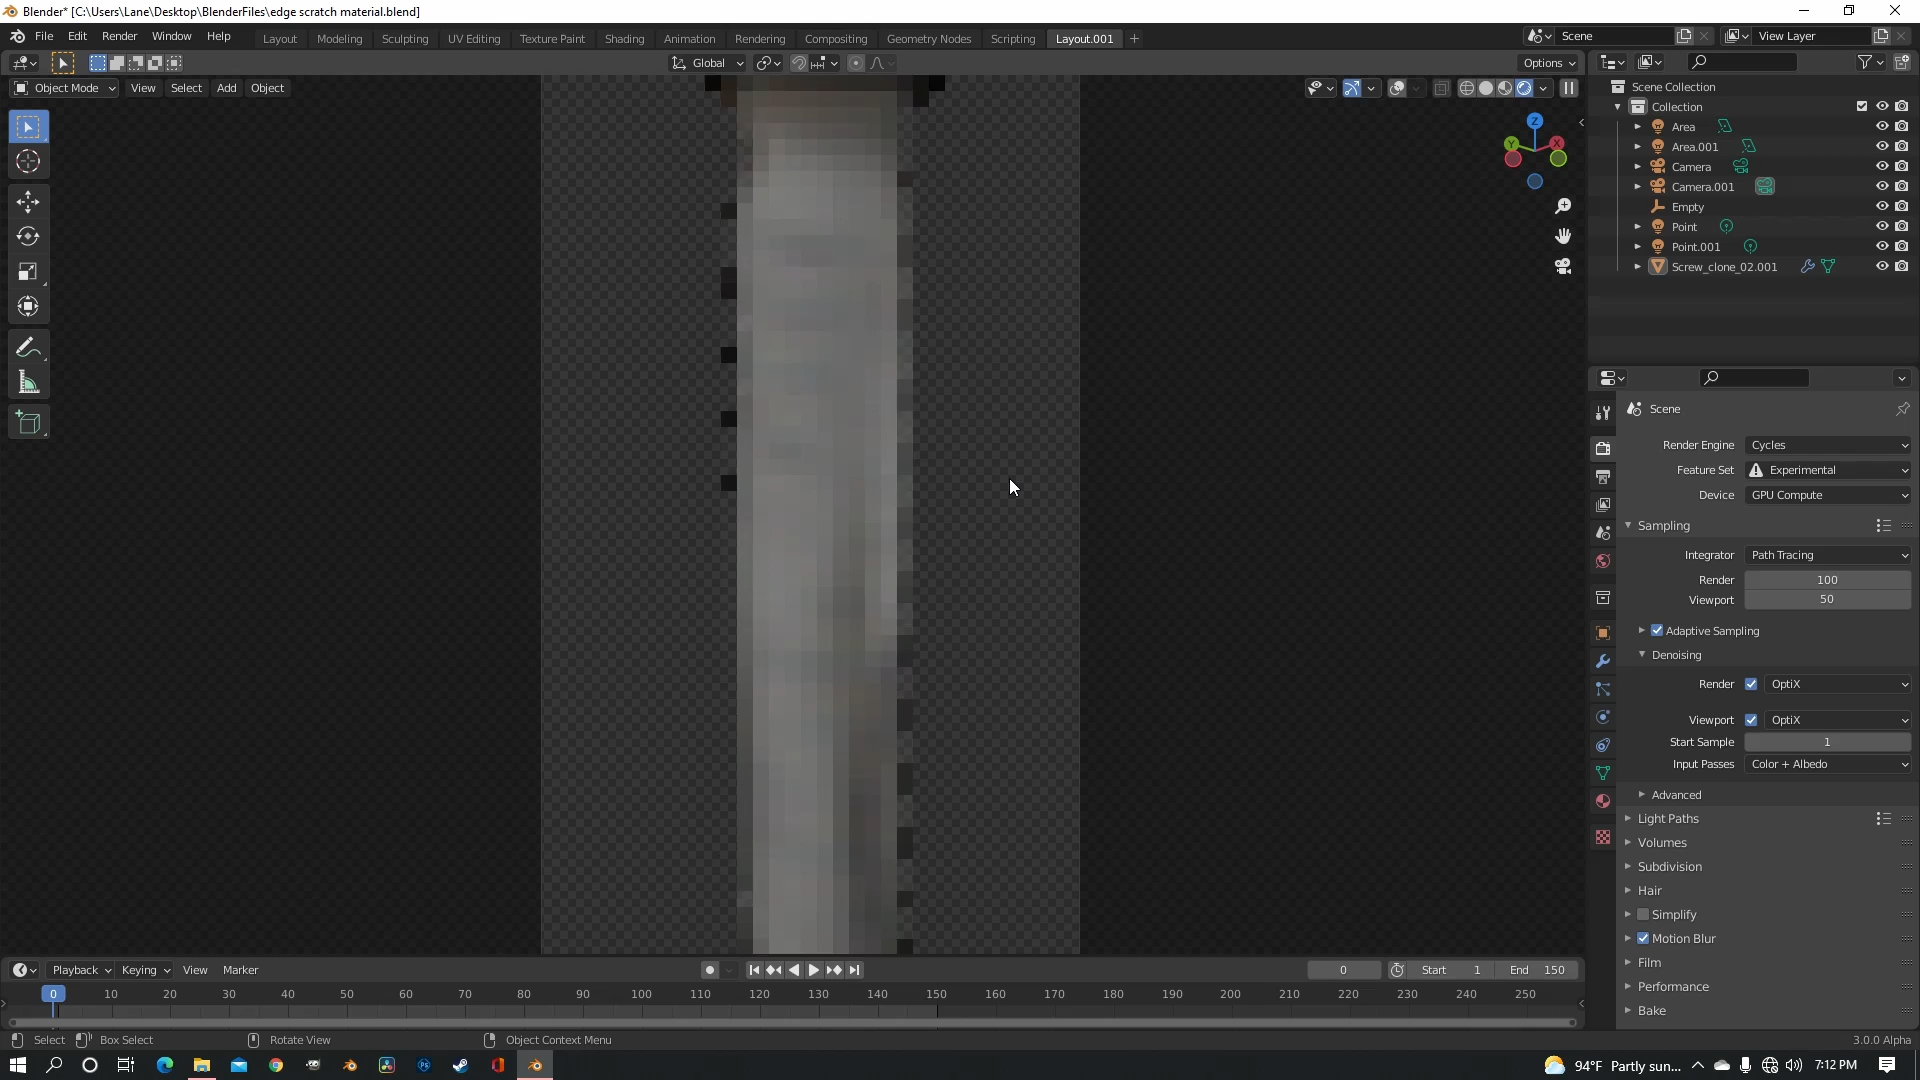 Blender* [C:\Users\Lane\Desktop\BlenderFiles\edge scratch material.blend]
File Edit Render Window Help Layout Modeling Sculpting UV Editing Texture Paint Shading Animation Rendering Compositing Geometry Nodes Scripting Layout.001 Scene View Layer
Global Options
Object Mode View Select Add Object
Scene Collection
Collection
Area
Area.001
Camera
Camera.001
Empty
Point
Point.001
Screw_clone_02.001
Z
Y X
Scene
Render Engine Cycles
Feature Set Experimental
Device GPU Compute
Sampling
Integrator Path Tracing
Render 100
Viewport 50
Adaptive Sampling
Denoising
Render OptiX
Viewport OptiX
Start Sample 1
Input Passes Color + Albedo
Advanced
Light Paths
Volumes
Subdivision
Hair
Simplify
Motion Blur
Film
Performance
Bake
Playback Keying View Marker 0 Start 1 End 150
0 10 20 30 40 50 60 70 80 90 100 110 120 130 140 150 160 170 180 190 200 210 220 230 240 250
Select Box Select Rotate View Object Context Menu 3.0.0 Alpha
94°F Partly sun... 7:12 PM